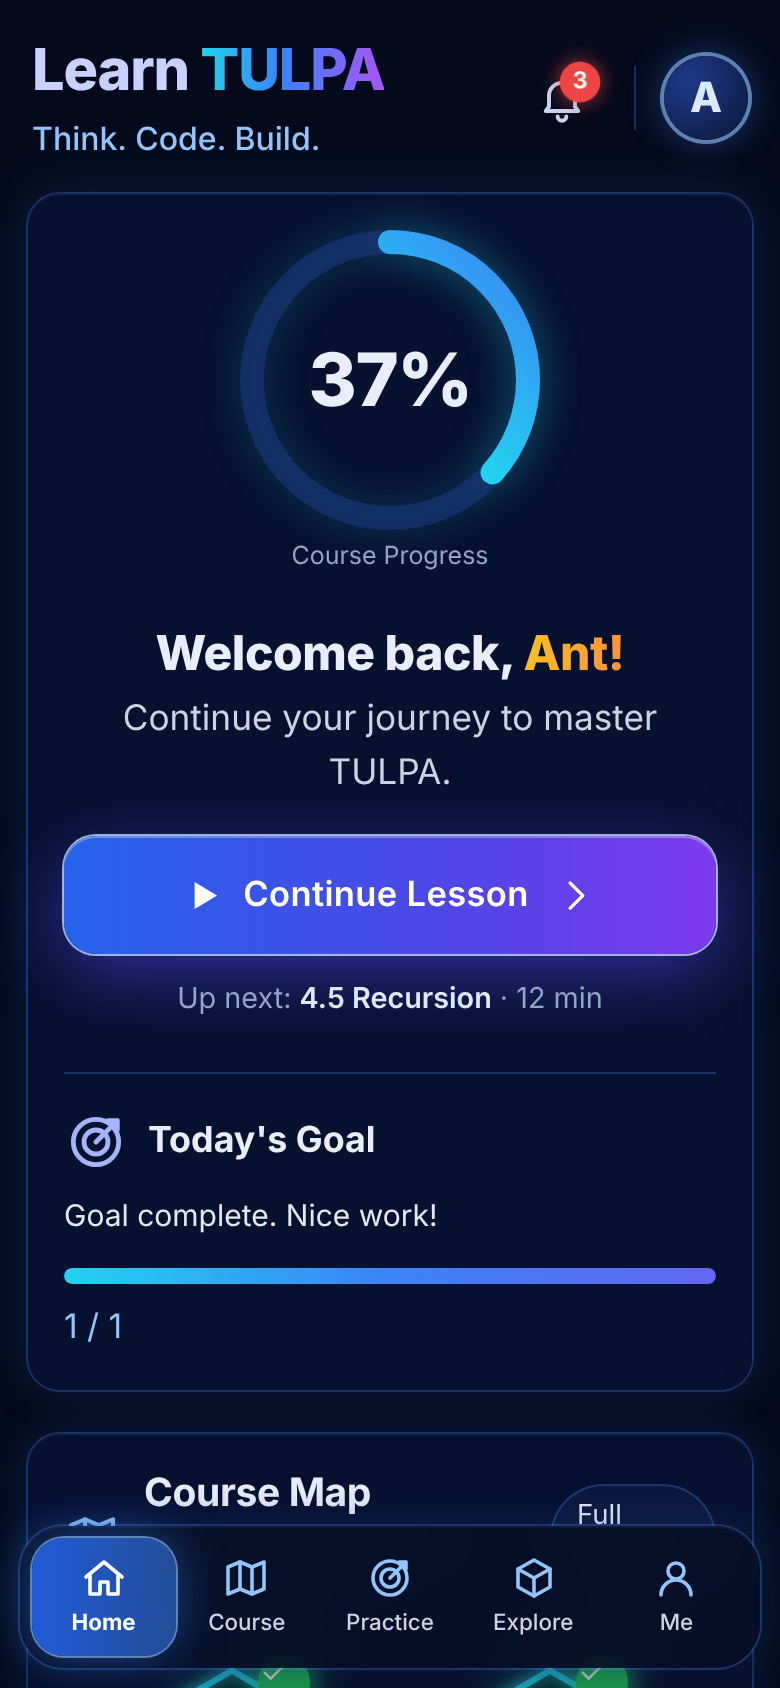 Learn TULPA
3
A
Think. Code. Build.
37%
Course Progress
Welcome back, Ant!
Continue your journey to master
TULPA.
Continue Lesson
Up next: 4.5 Recursion · 12 min
Today's Goal
Goal complete. Nice work!
1 / 1
Course Map
Full
Home
Course
Practice
Explore
Me